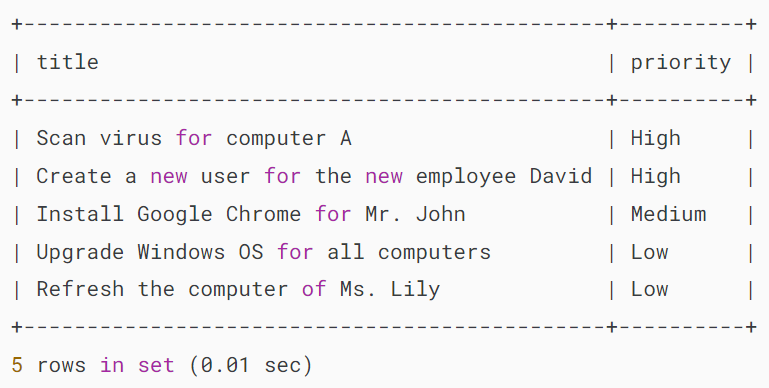 +----------------------------------------------+----------+
| title                                        | priority |
+----------------------------------------------+----------+
| Scan virus for computer A                    | High     |
| Create a new user for the new employee David | High     |
| Install Google Chrome for Mr. John           | Medium   |
| Upgrade Windows OS for all computers         | Low      |
| Refresh the computer of Ms. Lily             | Low      |
+----------------------------------------------+----------+
5 rows in set (0.01 sec)